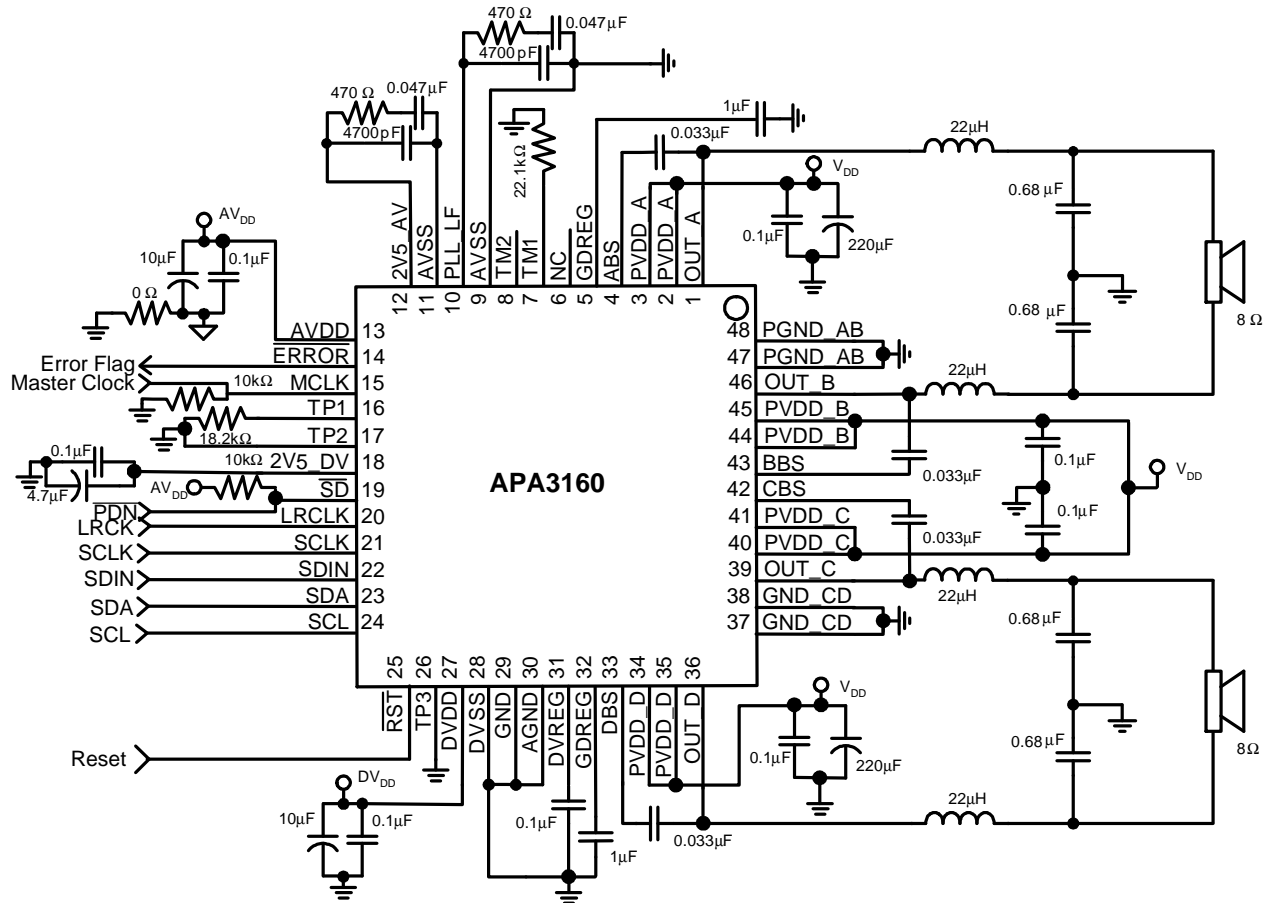 470 Ω
0.047μF
4700pF
470 Ω
0.047μF
4700pF
22.1kΩ
1μF
0.033μF
22μH
V_DD
0.1μF
220μF
0.68 μF
0.68 μF
8 Ω
AV_DD
10μF
0.1μF
0 Ω
2V5_AV
AVSS
PLL_LF
AVSS
TM2
TM1
NC
GDREG
ABS
PVDD_A
PVDD_A
OUT_A
12
11
10
9
8
7
6
5
4
3
2
1
AVDD 13
ERROR 14
MCLK 15
TP1 16
TP2 17
2V5_DV 18
SD 19
LRCLK 20
SCLK 21
SDIN 22
SDA 23
SCL 24
Error Flag
Master Clock
10kΩ
18.2kΩ
0.1μF
4.7μF
10kΩ
AV_DD
PDN
LRCK
SCLK
SDIN
SDA
SCL
APA3160
48 PGND_AB
47 PGND_AB
46 OUT_B
45 PVDD_B
44 PVDD_B
43 BBS
42 CBS
41 PVDD_C
40 PVDD_C
39 OUT_C
38 GND_CD
37 GND_CD
22μH
0.033μF
0.1μF
0.1μF
V_DD
0.033μF
22μH
0.68μF
0.68μF
8Ω
25
26
27
28
29
30
31
32
33
34
35
36
RST
TP3
DVDD
DVSS
GND
AGND
DVREG
GDREG
DBS
PVDD_D
PVDD_D
OUT_D
Reset
DV_DD
10μF
0.1μF
0.1μF
1μF
0.033μF
V_DD
0.1μF
220μF
22μH